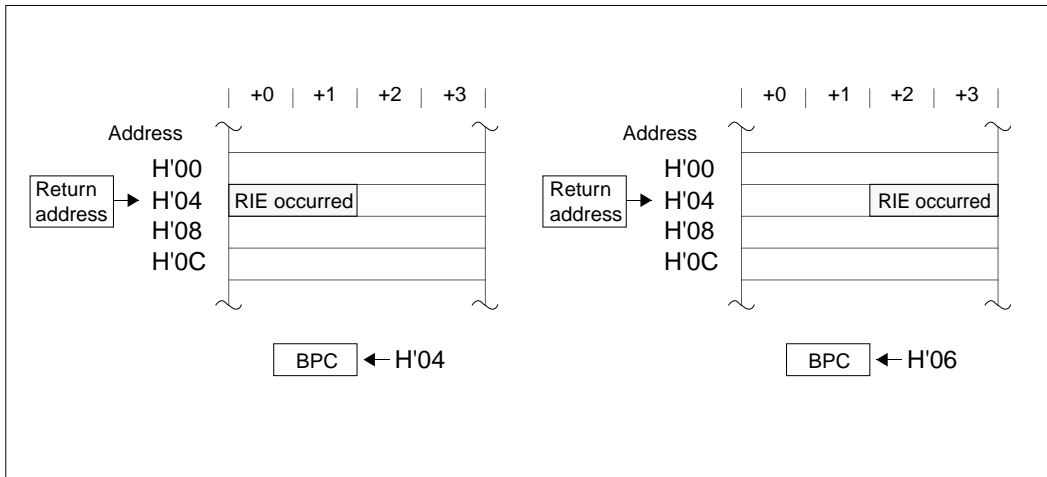 +0 +1 +2 +3
Address
H'00
Return address
H'04
RIE occurred
H'08
H'0C
BPC
H'04
+0 +1 +2 +3
Address
H'00
Return address
H'04
RIE occurred
H'08
H'0C
BPC
H'06